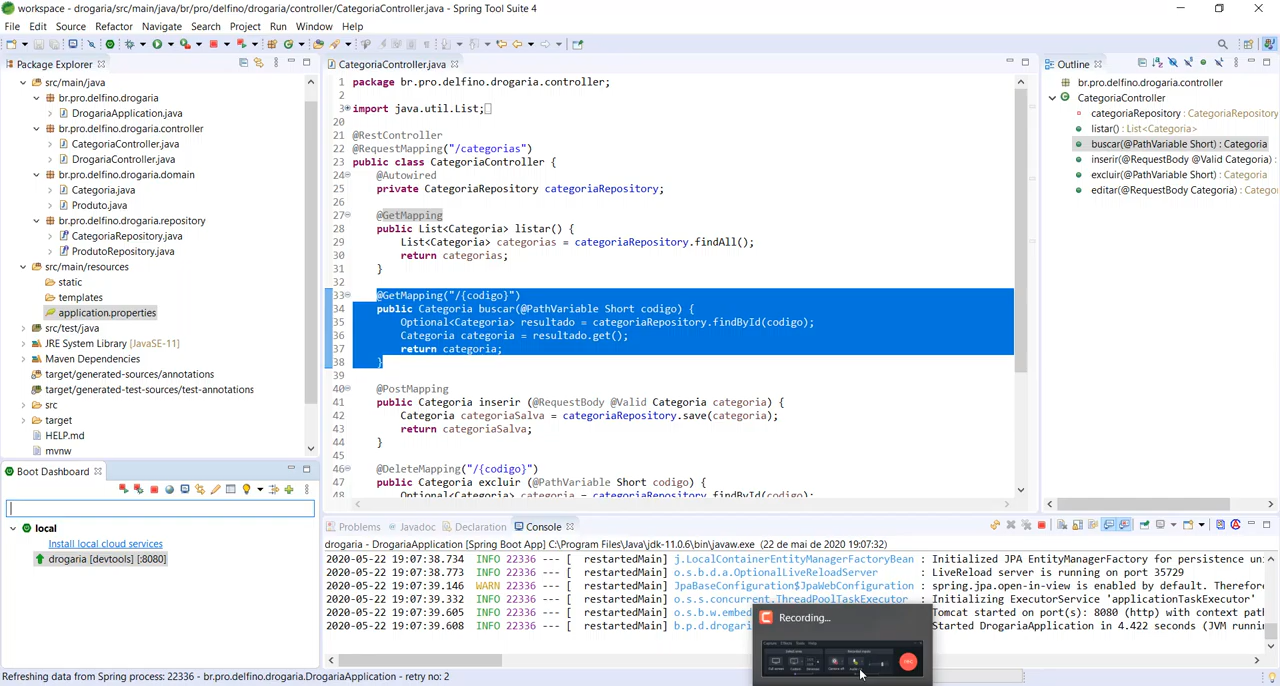 workspace - drogaria/src/main/java/br/pro/delfino/drogaria/controller/CategoriaController.java - Spring Tool Suite 4
File Edit Source Refactor Navigate Search Project Run Window Help
Package Explorer
src/main/java
br.pro.delfino.drogaria
DrogariaApplication.java
br.pro.delfino.drogaria.controller
CategoriaController.java
DrogariaController.java
br.pro.delfino.drogaria.domain
Categoria.java
Produto.java
br.pro.delfino.drogaria.repository
CategoriaRepository.java
ProdutoRepository.java
src/main/resources
static
templates
application.properties
src/test/java
JRE System Library [JavaSE-11]
Maven Dependencies
target/generated-sources/annotations
target/generated-test-sources/test-annotations
src
target
HELP.md
mvnw
Boot Dashboard
local
Install local cloud services
drogaria [devtools] [:8080]
CategoriaController.java
1 package br.pro.delfino.drogaria.controller;
2
3 import java.util.List;
20
21 @RestController
22 @RequestMapping("/categorias")
23 public class CategoriaController {
24 @Autowired
25 private CategoriaRepository categoriaRepository;
26
27 @GetMapping
28 public List<Categoria> listar() {
29 List<Categoria> categorias = categoriaRepository.findAll();
30 return categorias;
31 }
32
33 @GetMapping("/{codigo}")
34 public Categoria buscar(@PathVariable Short codigo) {
35 Optional<Categoria> resultado = categoriaRepository.findById(codigo);
36 Categoria categoria = resultado.get();
37 return categoria;
38 }
39
40 @PostMapping
41 public Categoria inserir (@RequestBody @Valid Categoria categoria) {
42 Categoria categoriaSalva = categoriaRepository.save(categoria);
43 return categoriaSalva;
44 }
45
46 @DeleteMapping("/{codigo}")
47 public Categoria excluir (@PathVariable Short codigo) {
48 Optional<Categoria> categoria = categoriaRepository.findById(codigo);
Outline
br.pro.delfino.drogaria.controller
CategoriaController
categoriaRepository : CategoriaRepository
listar() : List<Categoria>
buscar(@PathVariable Short) : Categoria
inserir(@RequestBody @Valid Categoria) :
excluir(@PathVariable Short) : Categoria
editar(@RequestBody Categoria) : Catego
Problems Javadoc Declaration Console
drogaria - DrogariaApplication [Spring Boot App] C:\Program Files\Java\jdk-11.0.6\bin\javaw.exe (22 de mai de 2020 19:07:32)
2020-05-22 19:07:38.734 INFO 22336 --- [ restartedMain] j.LocalContainerEntityManagerFactoryBean : Initialized JPA EntityManagerFactory for persistence un
2020-05-22 19:07:38.773 INFO 22336 --- [ restartedMain] o.s.b.d.a.OptionalLiveReloadServer : LiveReload server is running on port 35729
2020-05-22 19:07:39.146 WARN 22336 --- [ restartedMain] JpaBaseConfiguration$JpaWebConfiguration : spring.jpa.open-in-view is enabled by default. Therefore
2020-05-22 19:07:39.332 INFO 22336 --- [ restartedMain] o.s.s.concurrent.ThreadPoolTaskExecutor : Initializing ExecutorService 'applicationTaskExecutor'
2020-05-22 19:07:39.605 INFO 22336 --- [ restartedMain] o.s.b.w.embed Tomcat started on port(s): 8080 (http) with context path
2020-05-22 19:07:39.608 INFO 22336 --- [ restartedMain] b.p.d.drogari Started DrogariaApplication in 4.422 seconds (JVM runnin
Recording...
Refreshing data from Spring process: 22336 - br.pro.delfino.drogaria.DrogariaApplication - retry no: 2